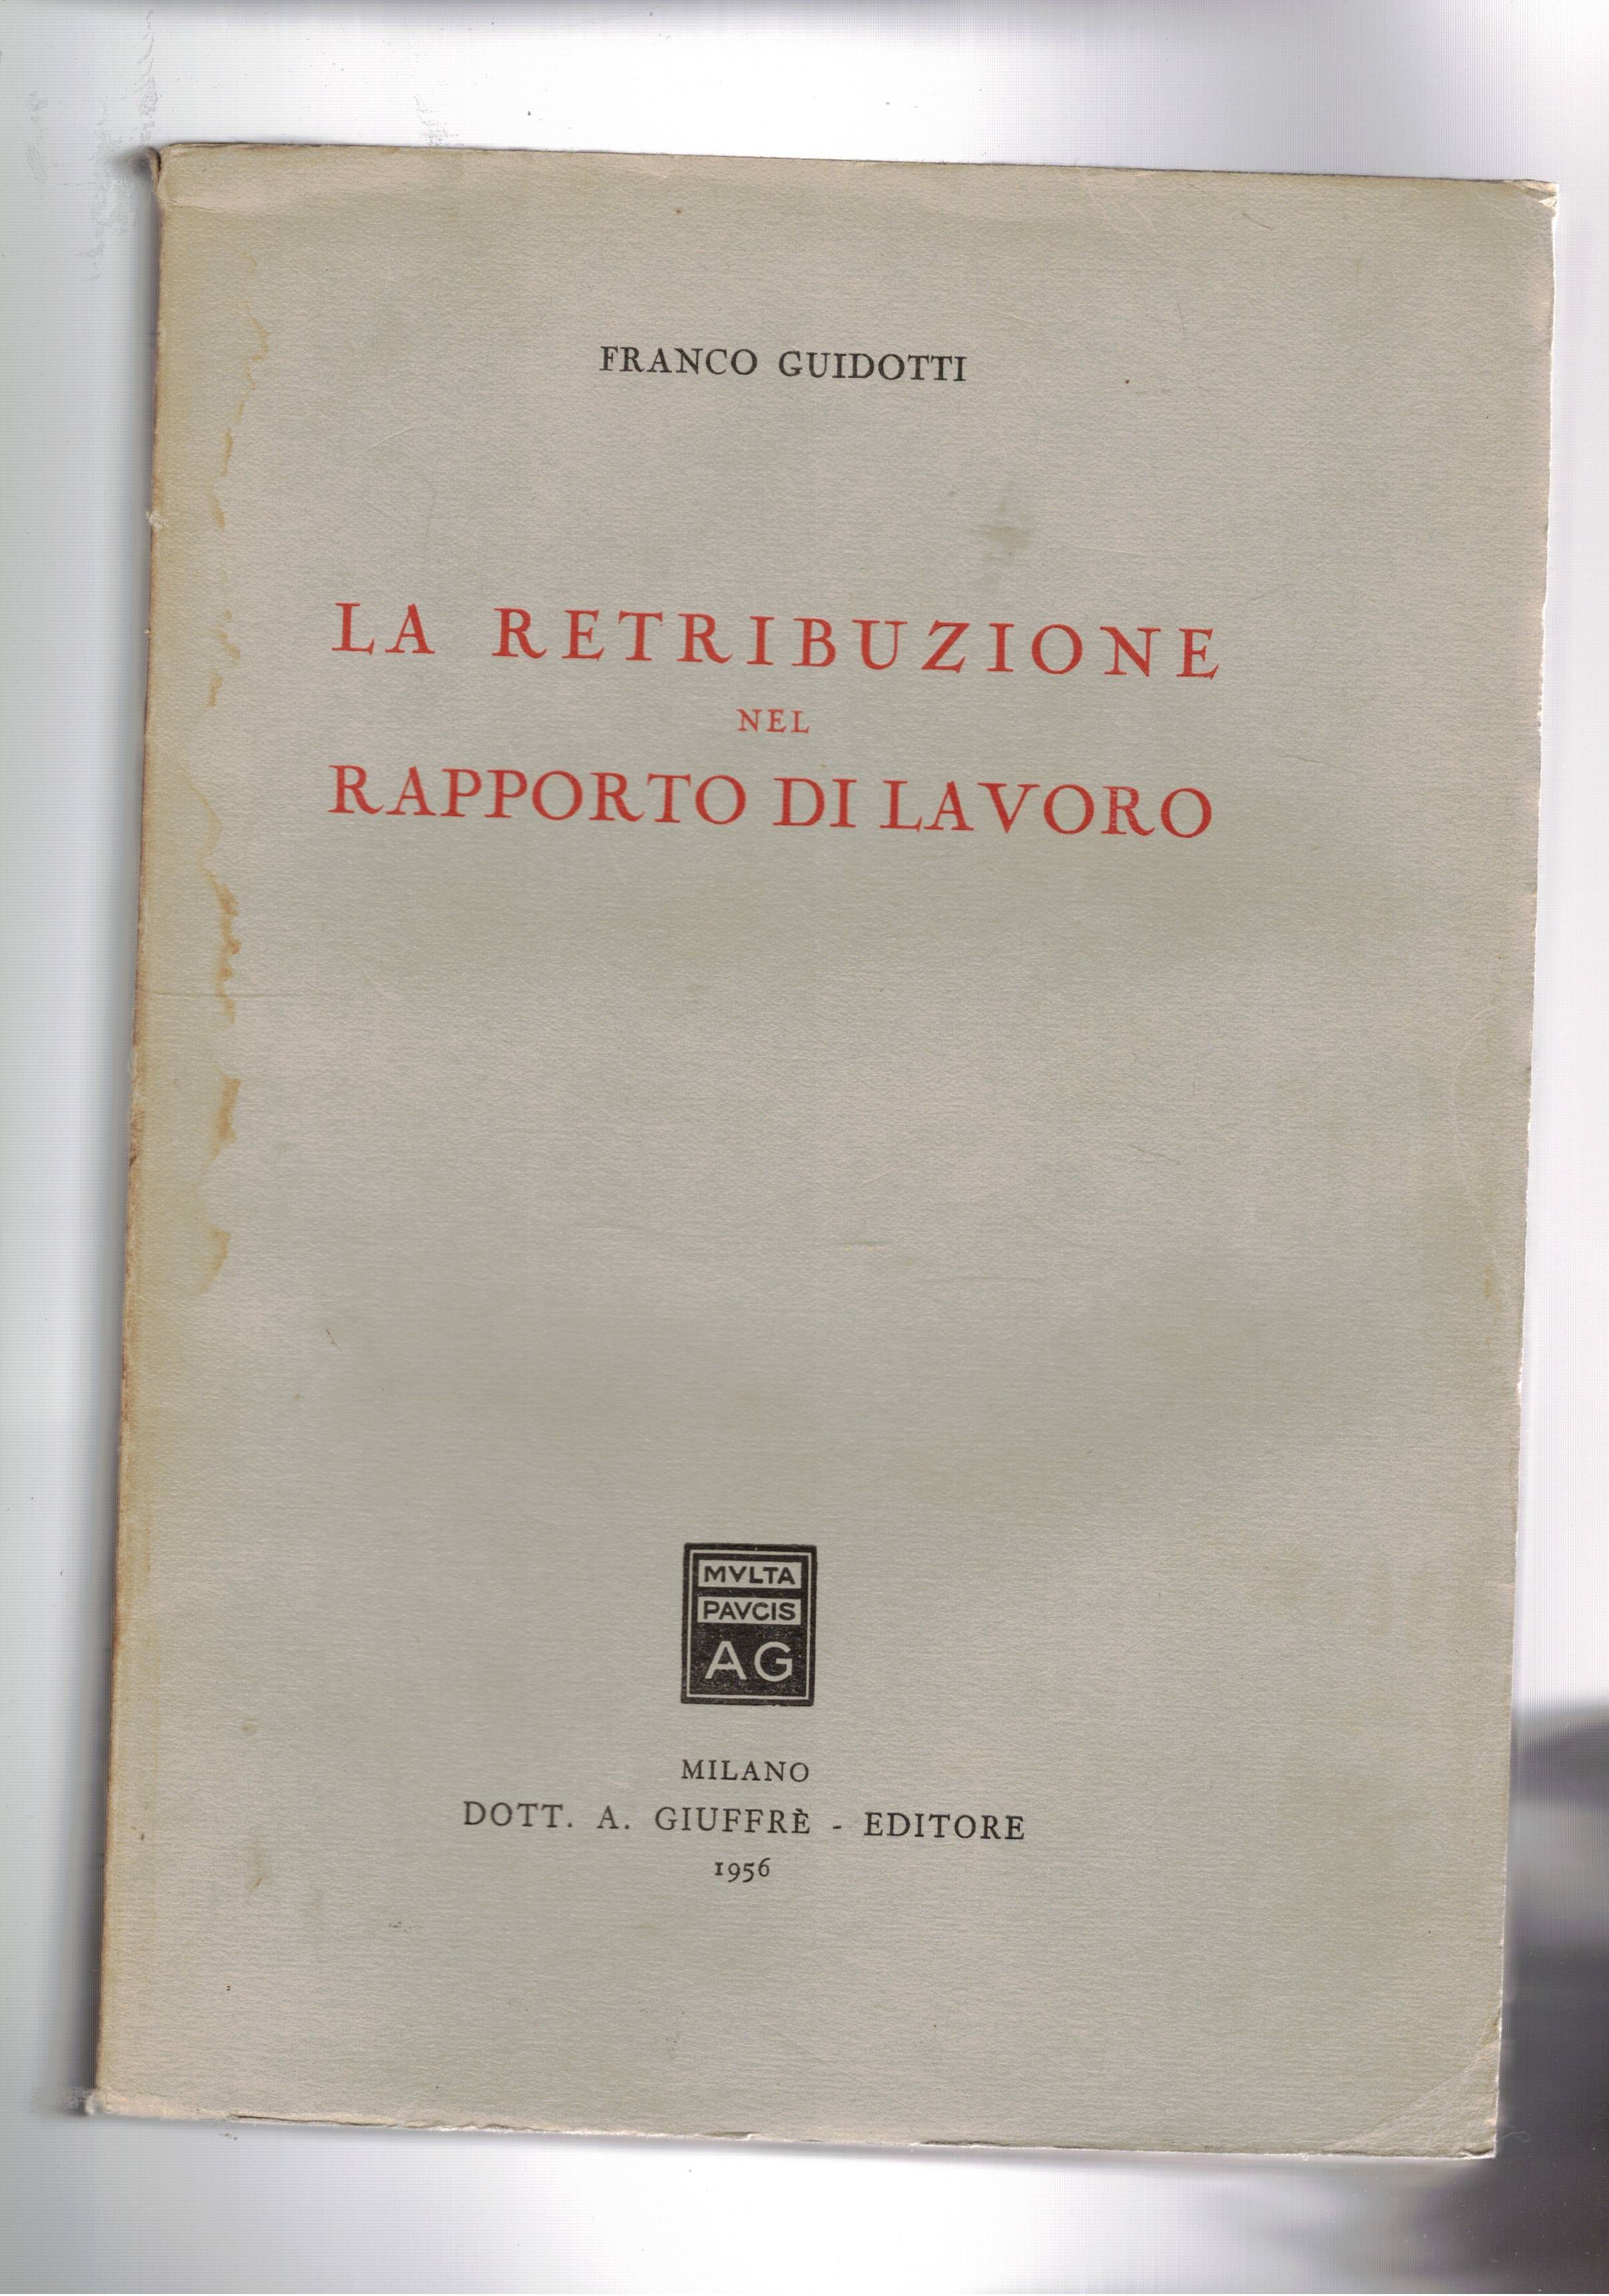 FRANCO GUIDOTTI
LA RETRIBUZIONE
NEL
RAPPORTO DI LAVORO
MVLTA
PAVCIS
AG
MILANO
DOTT. A. GIUFFRÈ - EDITORE
1956